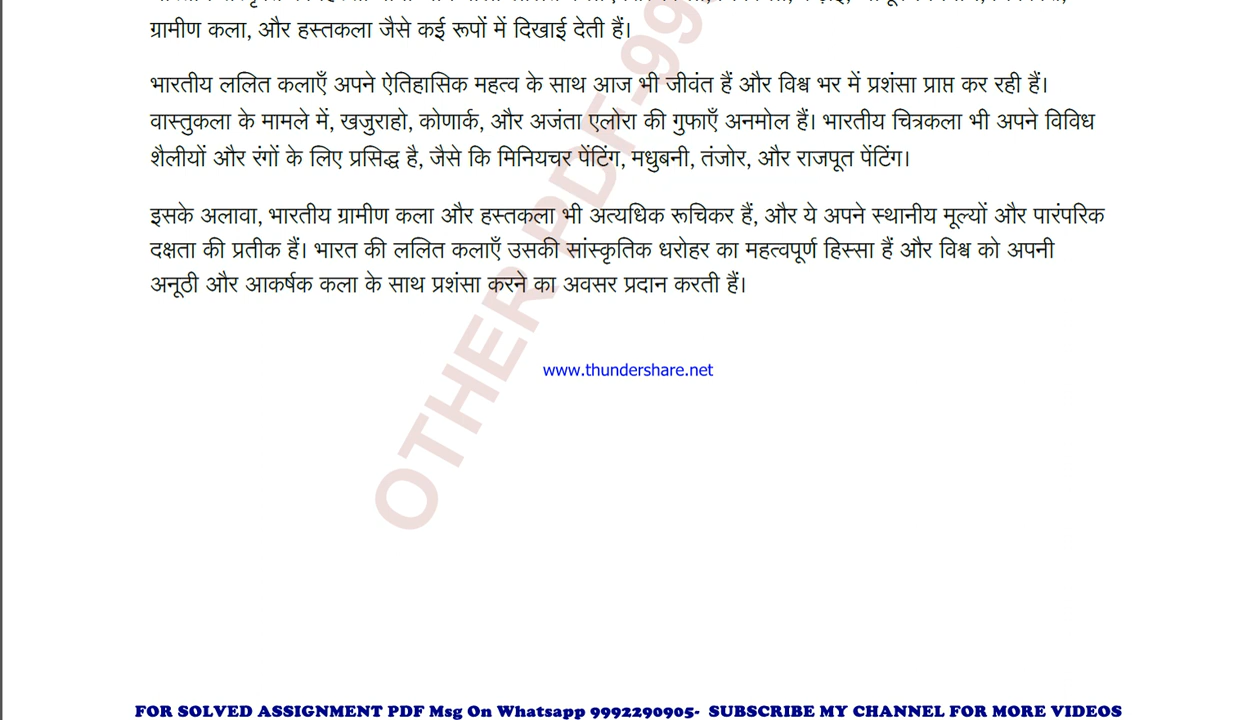 ग्रामीण कला, और हस्तकला जैसे कई रूपों में दिखाई देती हैं।
भारतीय ललित कलाएँ अपने ऐतिहासिक महत्व के साथ आज भी जीवंत हैं और विश्व भर में प्रशंसा प्राप्त कर रही हैं।
वास्तुकला के मामले में, खजुराहो, कोणार्क, और अजंता एलोरा की गुफाएँ अनमोल हैं। भारतीय चित्रकला भी अपने विविध
शैलीयों और रंगों के लिए प्रसिद्ध है, जैसे कि मिनियचर पेंटिंग, मधुबनी, तंजोर, और राजपूत पेंटिंग।
इसके अलावा, भारतीय ग्रामीण कला और हस्तकला भी अत्यधिक रूचिकर हैं, और ये अपने स्थानीय मूल्यों और पारंपरिक
दक्षता की प्रतीक हैं। भारत की ललित कलाएँ उसकी सांस्कृतिक धरोहर का महत्वपूर्ण हिस्सा हैं और विश्व को अपनी
अनूठी और आकर्षक कला के साथ प्रशंसा करने का अवसर प्रदान करती हैं।
OTHER PDF-99
www.thundershare.net
FOR SOLVED ASSIGNMENT PDF Msg On Whatsapp 9992290905- SUBSCRIBE MY CHANNEL FOR MORE VIDEOS